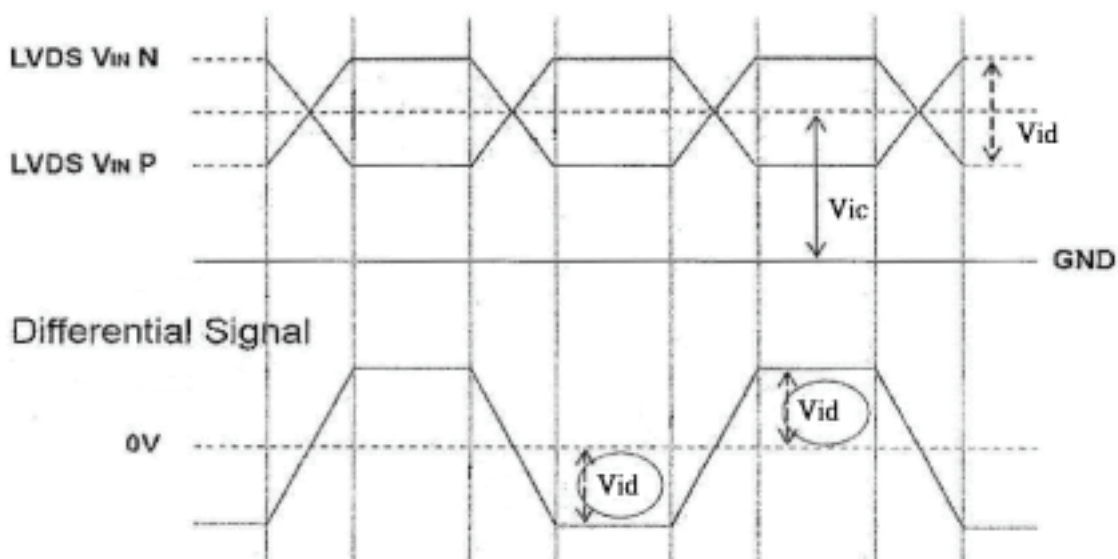 LVDS VIN N
Vid
LVDS VIN P
Vic
GND
Differential Signal
Vid
0V
Vid